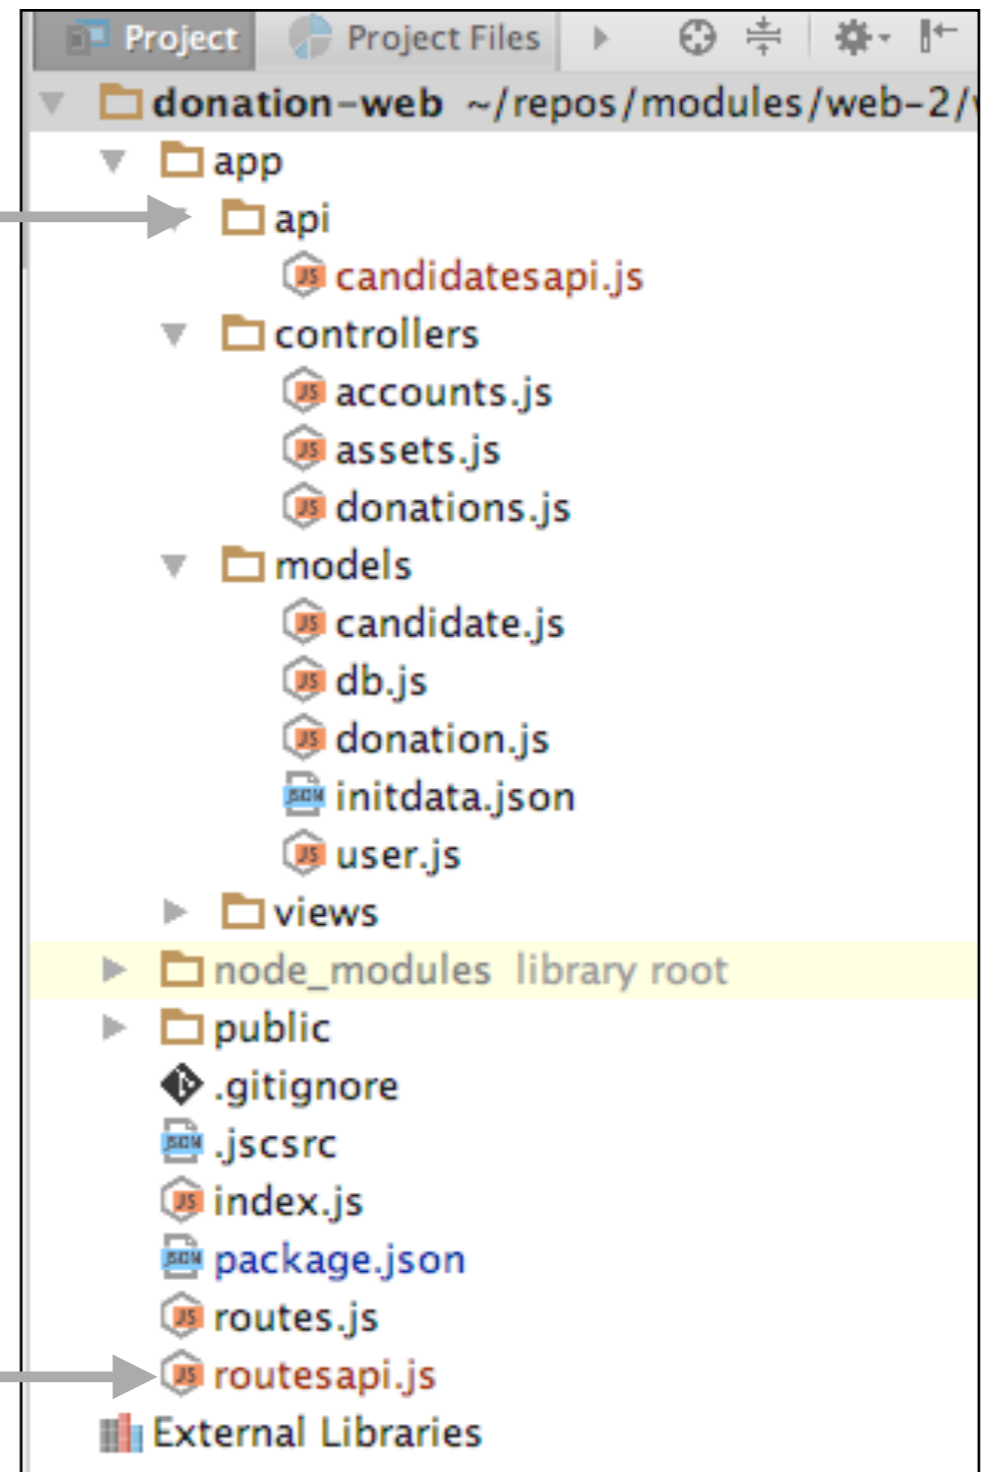 Project Project Files
donation-web ~/repos/modules/web-2/
app
api
candidatesapi.js
controllers
accounts.js
assets.js
donations.js
models
candidate.js
db.js
donation.js
initdata.json
user.js
views
node_modules library root
public
.gitignore
.jscsrc
index.js
package.json
routes.js
routesapi.js
External Libraries